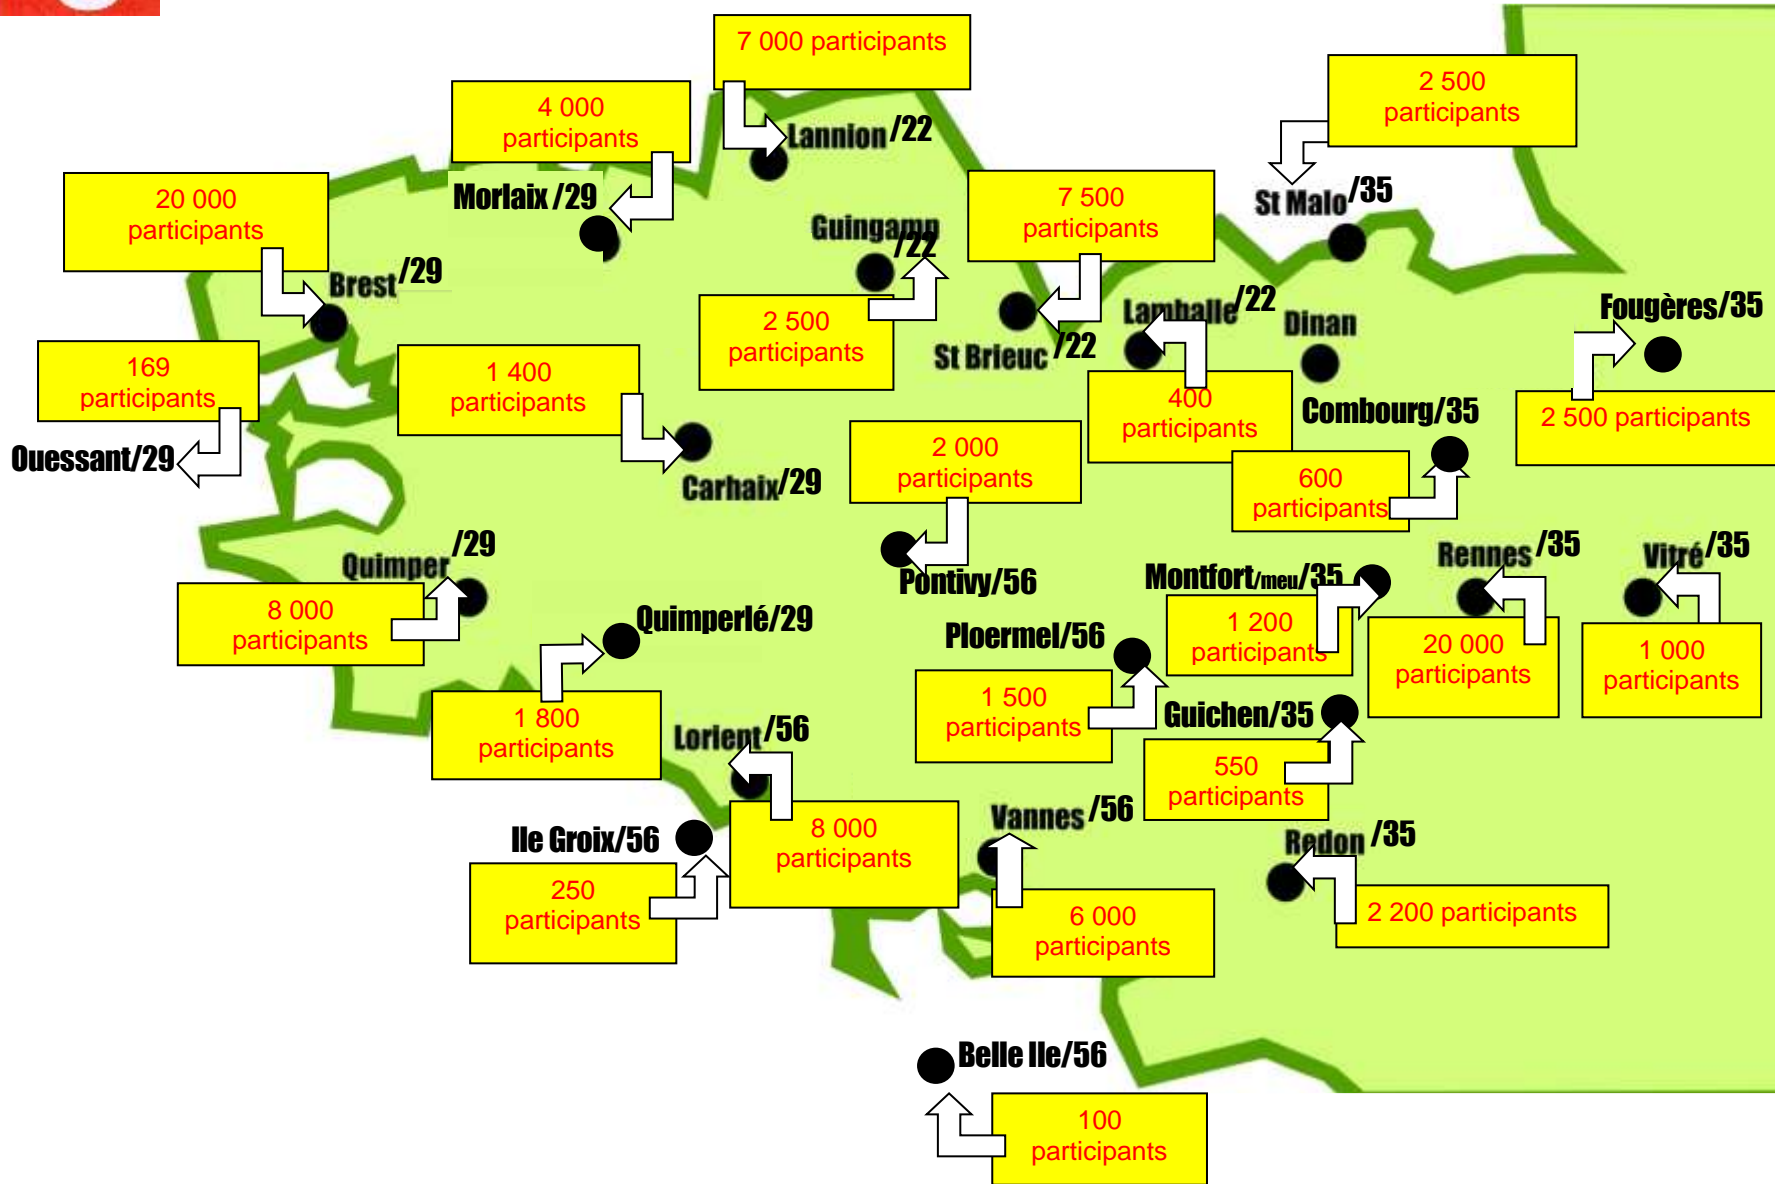 7 000 participants
2 500
participants
4 000
participants
Lannion /22
20 000
participants
Morlaix /29
7 500
participants
St Malo/35
Guingamp
/22
Brest/29
2 500
participants
Lamballe/22
Dinan
Fougères/35
St Brieuc /22
169
participants
1 400
participants
400
participants
Combourg/35
2 500 participants
Ouessant/29
2 000
participants
Carhaix/29
600
participants
Quimper/29
Pontivy/56
Montfort/meu/35
Rennes/35
Vitré/35
8 000
participants
Quimperlé/29
Ploermel/56
1 200
participants
20 000
participants
1 000
participants
1 500
participants
Guichen/35
1 800
participants
Lorient/56
550
participants
Ile Groix/56
8 000
participants
Vannes/56
Redon /35
250
participants
6 000
participants
2 200 participants
Belle Ile/56
100
participants